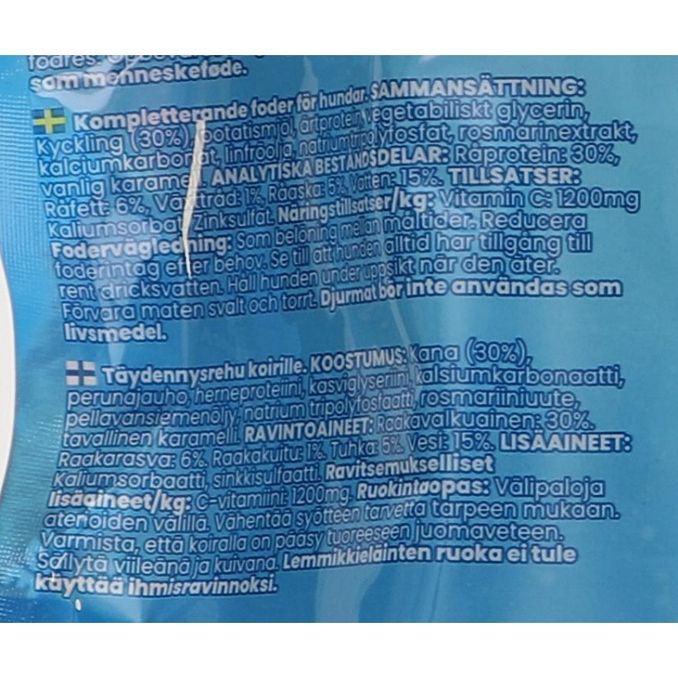 som menneskeføde.
Kompletterande foder för hundar. SAMMANSÄTTNING:
Kyckling (30%), potatismjöl, ärtprotein, vegetabiliskt glycerin,
kalciumkarbonat, linfröolja, natriumtripolyfosfat, rosmarinextrakt,
vanlig karamell. ANALYTISKA BESTÅNDSDELAR: Råprotein: 30%,
Råfett: 6%, Växttråd: 1%, Råaska: 5%, Vatten: 15%. TILLSATSER:
Kaliumsorbat, Zinksulfat. Näringstillsatser/kg: Vitamin C: 1200mg
Fodervägledning: Som belöning mellan måltider. Reducera
foderintag efter behov. Se till att hunden alltid har tillgång till
rent dricksvatten. Håll hunden under uppsikt när den äter.
Förvara maten svalt och torrt. Djurmat bör inte användas som
livsmedel.
Täydennysrehu koirille. KOOSTUMUS: Kana (30%),
perunajauho, herneproteiini, kasviglyseriini, kalsiumkarbonaatti,
pellavansiemenöljy, natrium tripolyfosfaatti, rosmariiniuute,
tavallinen karamelli. RAVINTOAINEET: Raakavalkuainen: 30%.
Raakarasva: 6%. Raakakuitu: 1%. Tuhka: 5%. Vesi: 15%. LISÄAINEET:
Kaliumsorbaatti, sinkkisulfaatti. Ravitsemukselliset
lisäaineet/kg: C-vitamiini: 1200mg. Ruokintaopas: Välipaloja
aterioiden välillä. Vähentää syötteen tarvetta tarpeen mukaan.
Varmista, että koiralla on pääsy tuoreeseen juomaveteen.
Säilytä viileänä ja kuivana. Lemmikkieläinten ruoka ei tule
käyttää ihmisravinnoksi.